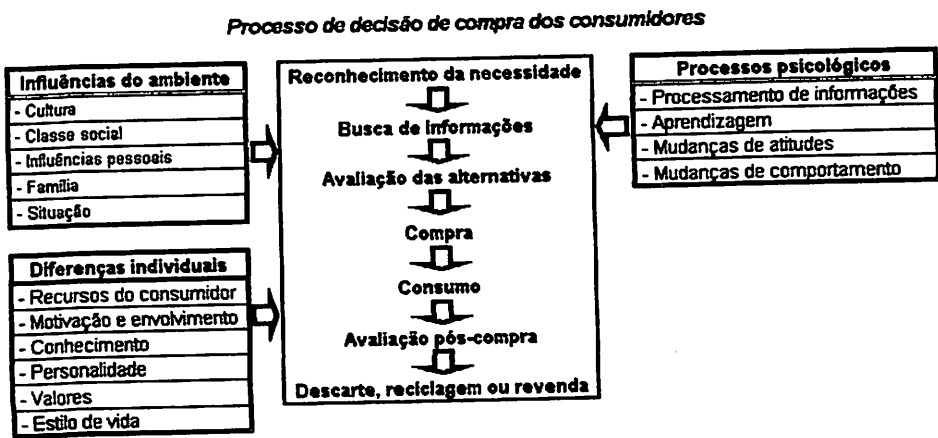 Processo de decisão de compra dos consumidores
Influências do ambiente
- Cultura
- Classe social
- Influências pessoais
- Família
- Situação
Diferenças individuais
- Recursos do consumidor
- Motivação e envolvimento
- Conhecimento
- Personalidade
- Valores
- Estilo de vida
Reconhecimento da necessidade
Busca de informações
Avaliação das alternativas
Compra
Consumo
Avaliação pós-compra
Descarte, reciclagem ou revenda
Processos psicológicos
- Processamento de informações
- Aprendizagem
- Mudanças de atitudes
- Mudanças de comportamento